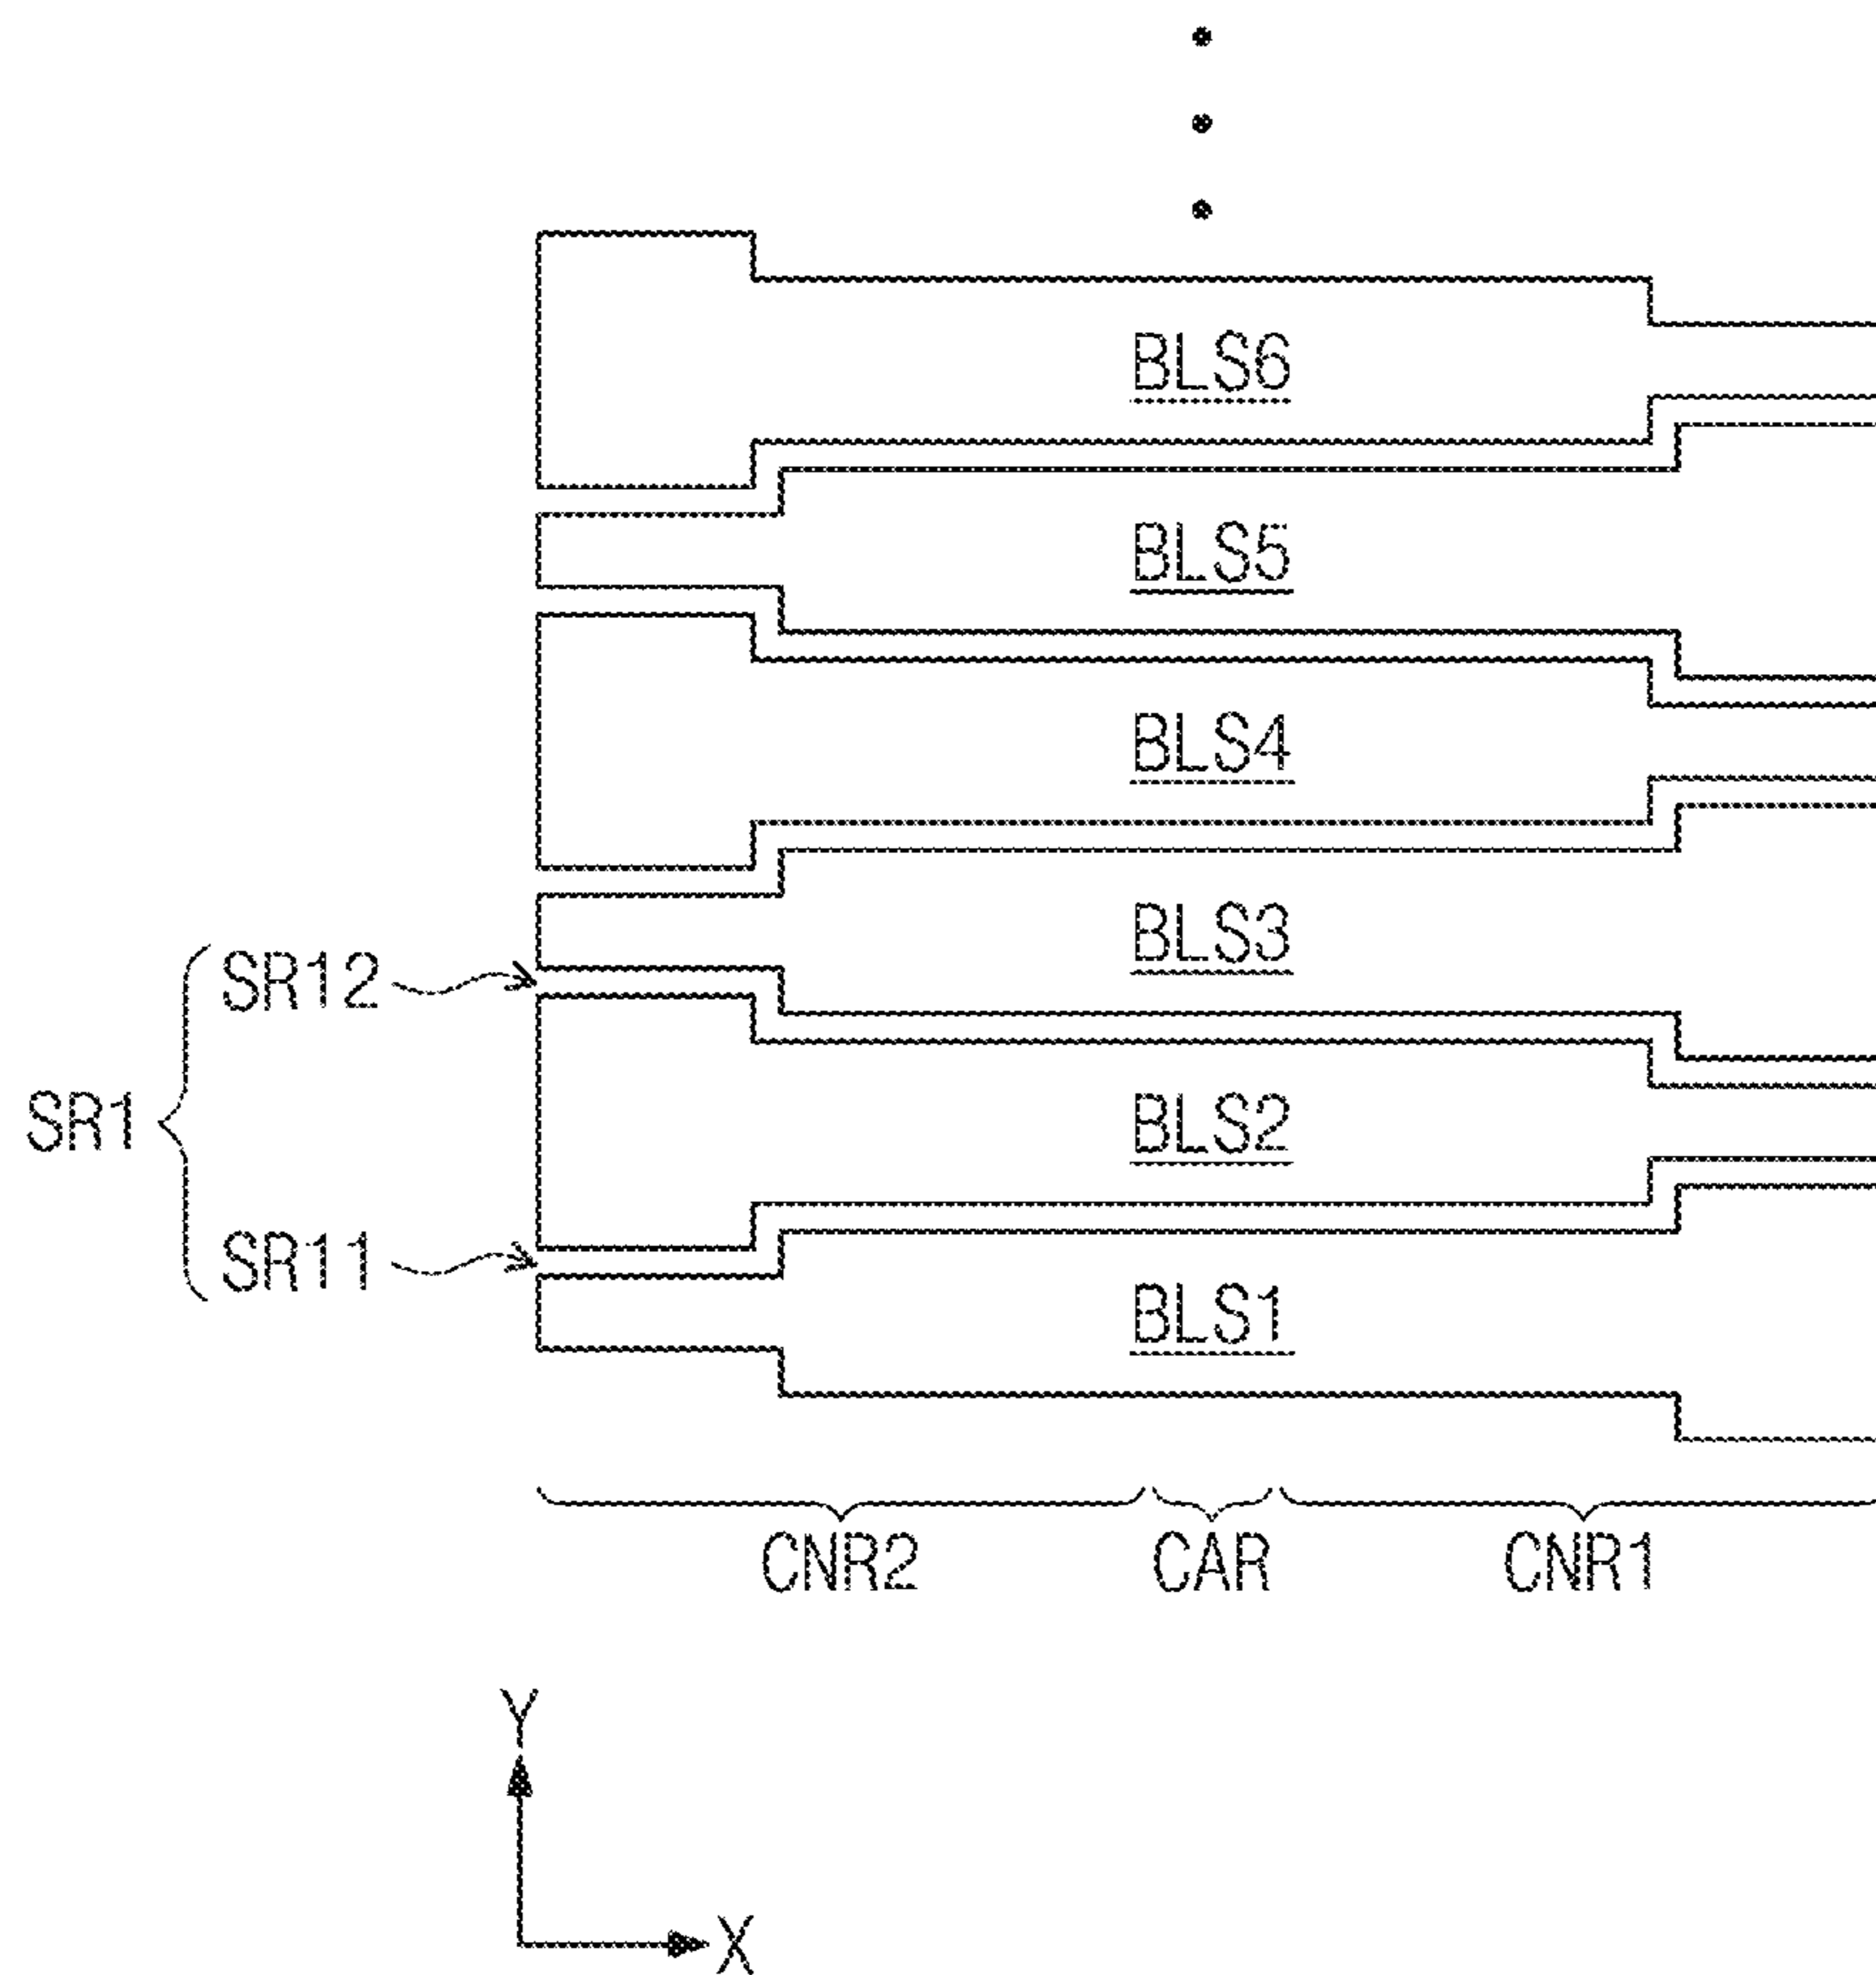 BLS6
BLS5
BLS4
BLS3
SR12
SR1
BLS2
SR11
BLS1
CNR2 CAR CNR1
Y
X